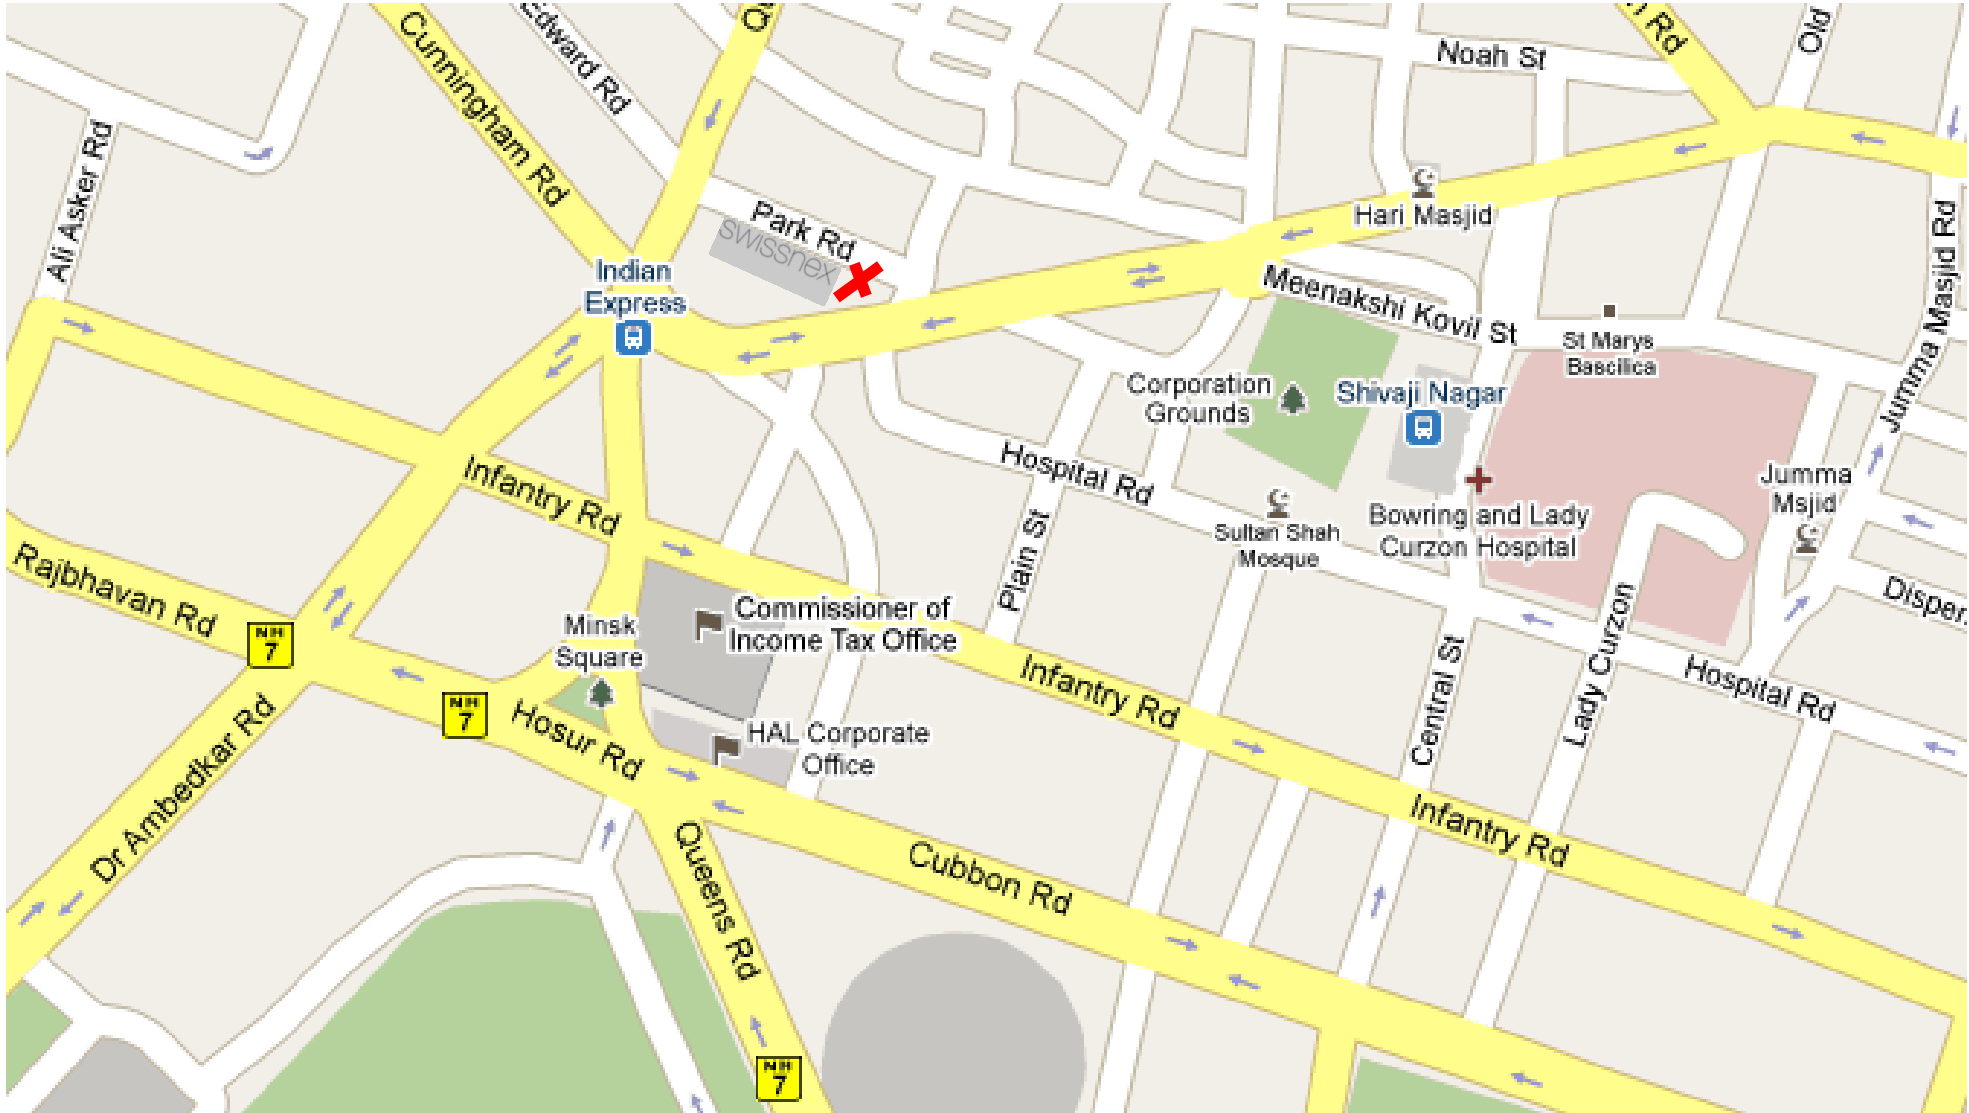 Cunningham Rd
Edward Rd
Qu
n Rd
Old
Noah St
Ali Asker Rd
Park Rd
swissnex
Hari Masjid
Jumma Masjid Rd
Indian
Express
Meenakshi Kovil St
St Marys
Bascilica
Corporation
Grounds
Shivaji Nagar
Infantry Rd
Hospital Rd
Jumma
Msjid
Sultan Shah
Mosque
Bowring and Lady
Curzon Hospital
Plain St
Rajbhavan Rd
Disper
Minsk
Square
Commissioner of
Income Tax Office
NH
7
Lady Curzon
Central St
Infantry Rd
Hospital Rd
NH
7
Hosur Rd
HAL Corporate
Office
Dr Ambedkar Rd
Infantry Rd
Queens Rd
Cubbon Rd
NH
7